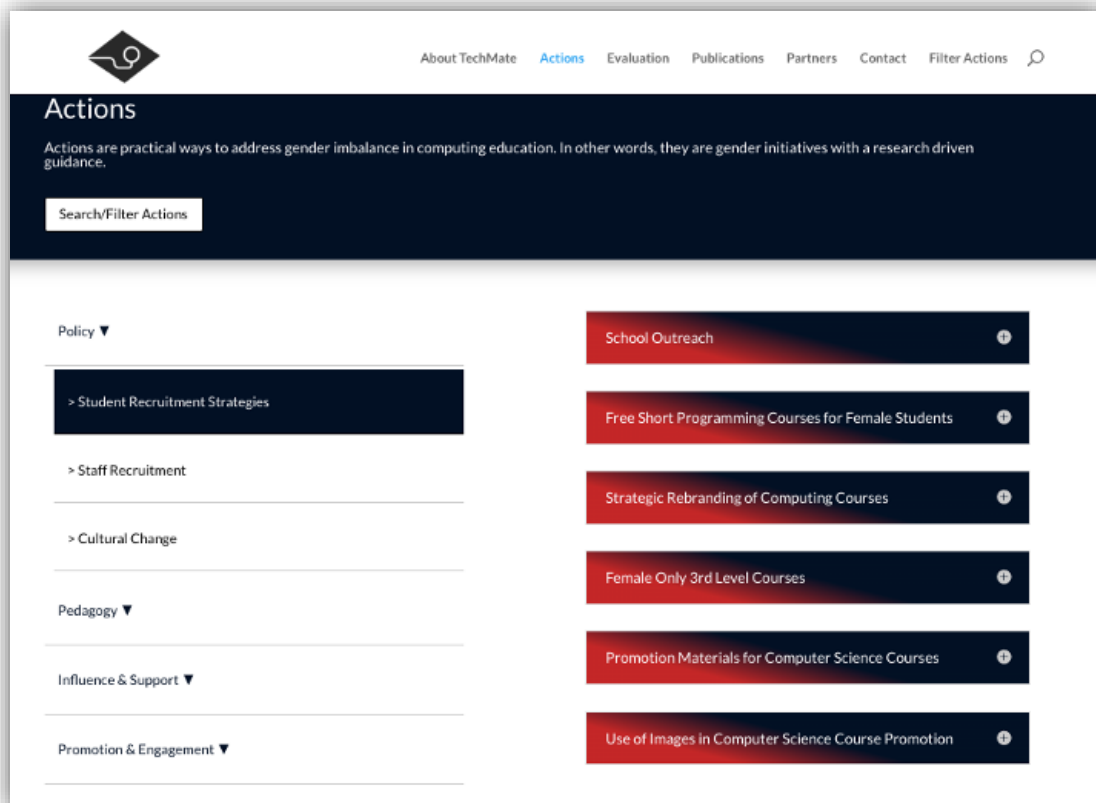 About TechMate Actions Evaluation Publications Partners Contact Filter Actions
Actions
Actions are practical ways to address gender imbalance in computing education. In other words, they are gender initiatives with a research driven
guidance.
Search/Filter Actions
Policy ▼
> Student Recruitment Strategies
> Staff Recruitment
> Cultural Change
Pedagogy ▼
Influence & Support ▼
Promotion & Engagement ▼
School Outreach
Free Short Programming Courses for Female Students
Strategic Rebranding of Computing Courses
Female Only 3rd Level Courses
Promotion Materials for Computer Science Courses
Use of Images in Computer Science Course Promotion